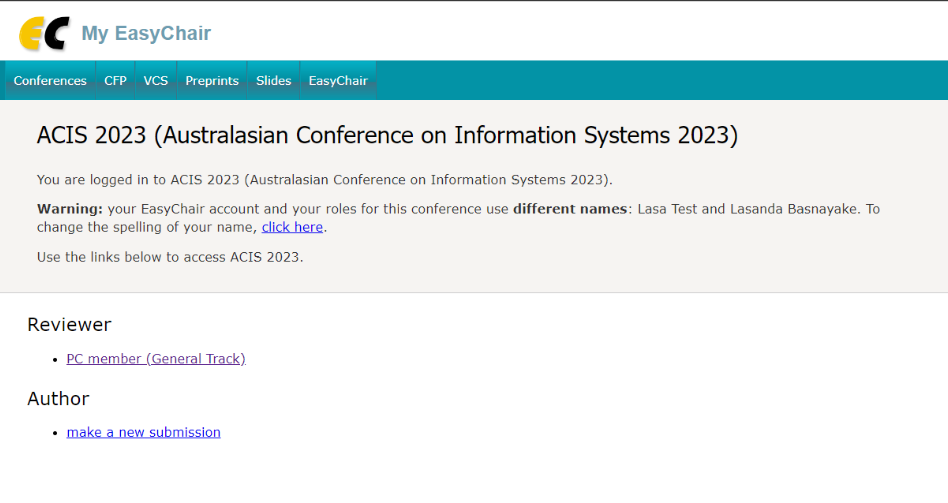 EC My EasyChair
Conferences CFP VCS Preprints Slides EasyChair
ACIS 2023 (Australasian Conference on Information Systems 2023)
You are logged in to ACIS 2023 (Australasian Conference on Information Systems 2023).
Warning: your EasyChair account and your roles for this conference use different names: Lasa Test and Lasanda Basnayake. To
change the spelling of your name, click here.
Use the links below to access ACIS 2023.
Reviewer
• PC member (General Track)
Author
• make a new submission